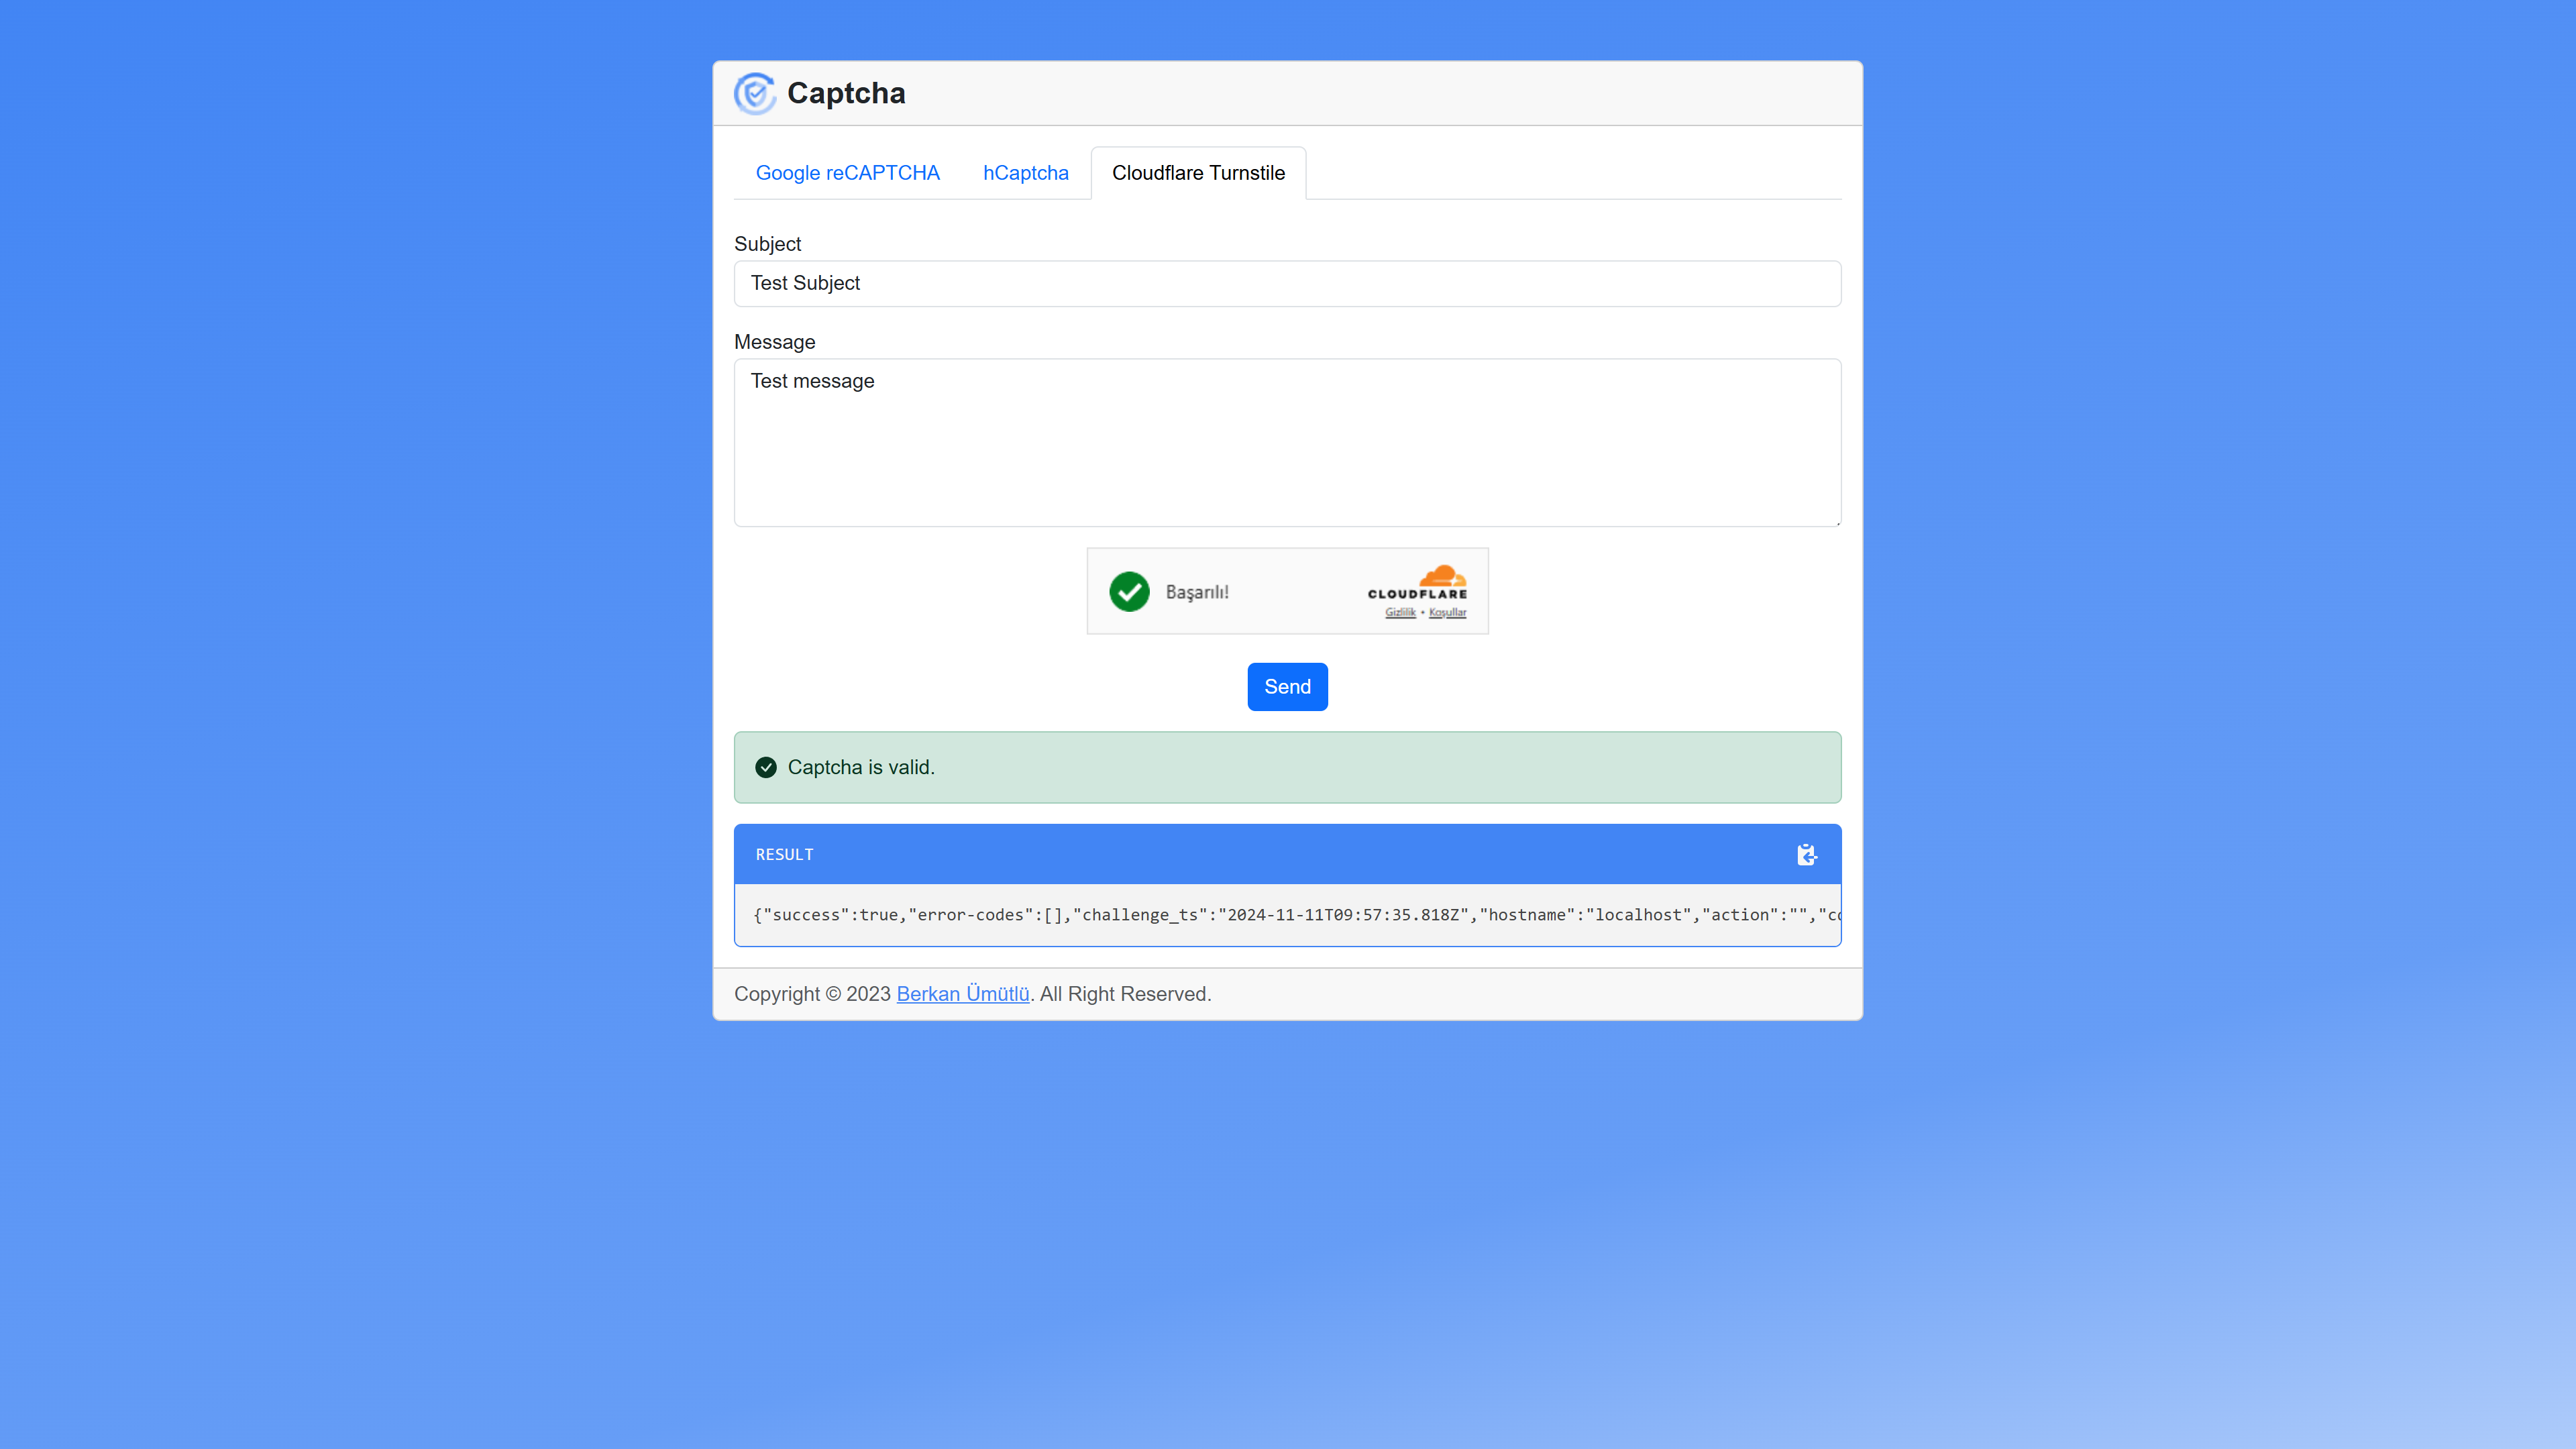 Captcha
Google reCAPTCHA hCaptcha Cloudflare Turnstile
Subject
Test Subject
Message
Test message
Başarılı!
CLOUDFLARE
Gizlilik • Koşullar
Send
Captcha is valid.
RESULT
{"success":true,"error-codes":[],"challenge_ts":"2024-11-11T09:57:35.818Z","hostname":"localhost","action":"","c
Copyright © 2023 Berkan Ümütlü. All Right Reserved.